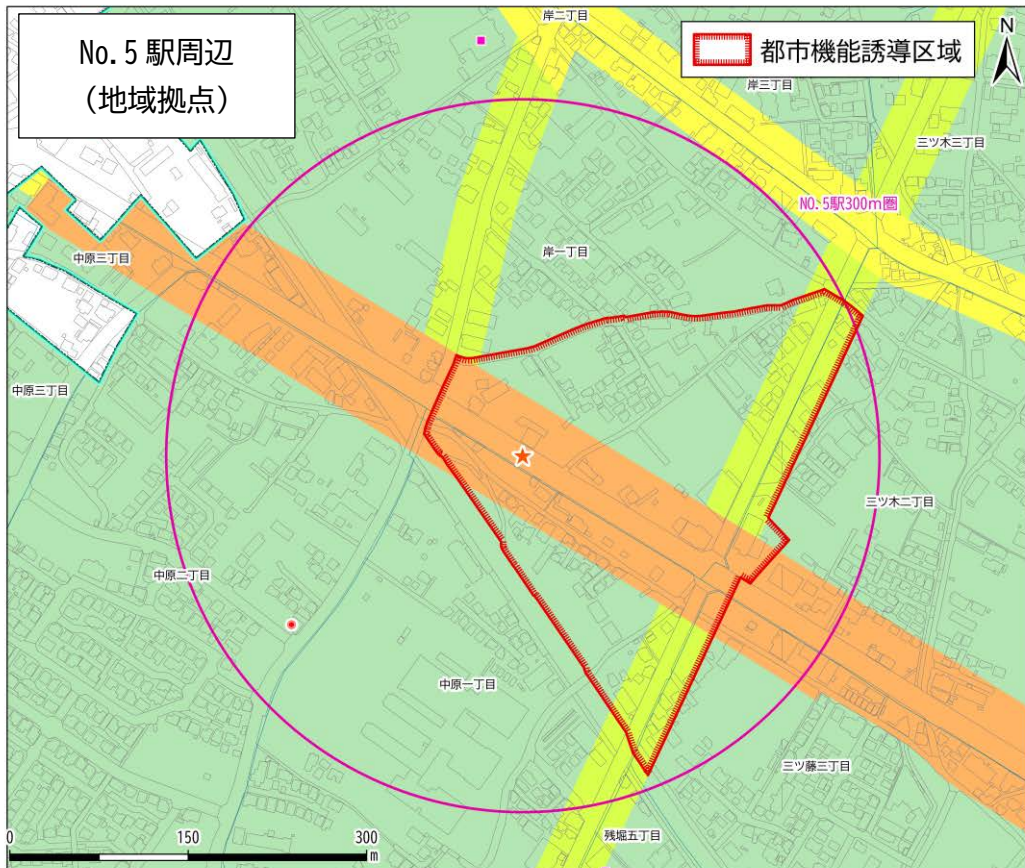 No.5 駅周辺
（地域拠点）
都市機能誘導区域
N
岸二丁目
岸三丁目
三ツ木三丁目
NO.5駅300m圏
岸一丁目
中原三丁目
中原三丁目
三ツ木二丁目
中原二丁目
中原一丁目
三ツ藤三丁目
残堀五丁目
0 150 300
m